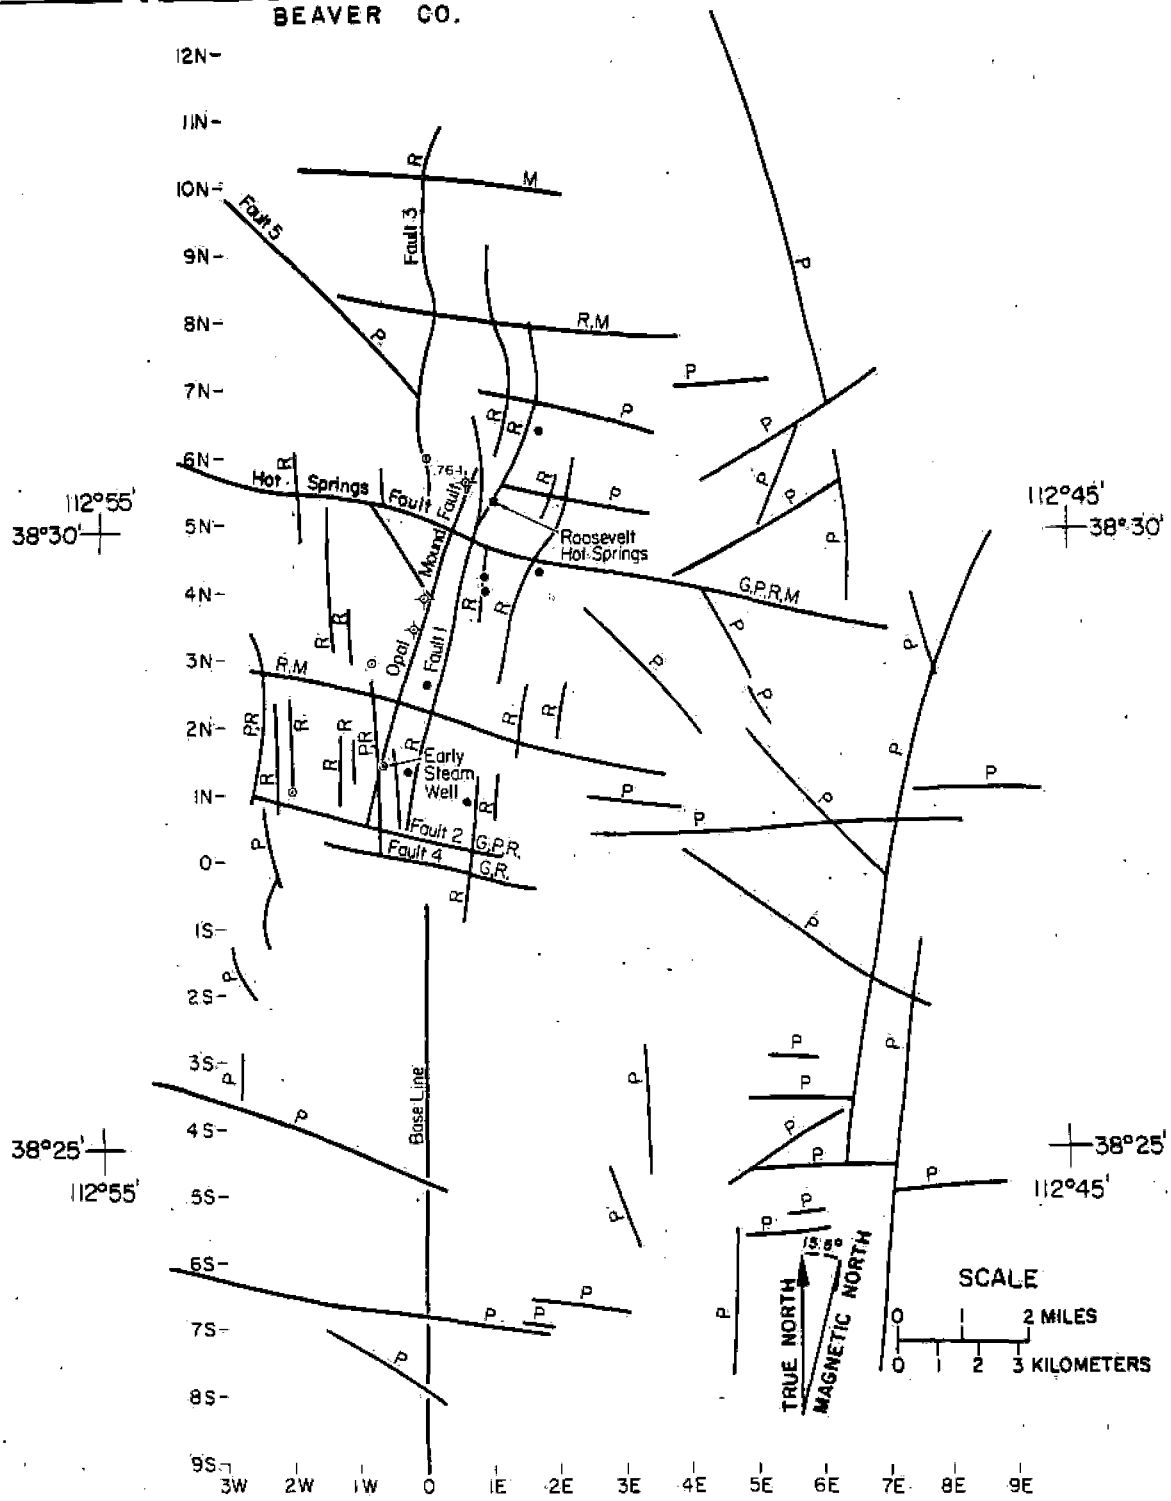 BEAVER CO.
12N
11N
10N
9N
8N
7N
6N
5N
4N
3N
2N
1N
0
1S
2S
3S
4S
5S
6S
7S
8S
9S
3W 2W 1W 0 1E 2E 3E 4E 5E 6E 7E 8E 9E
R
M
Fault 3
Fault 5
P
R,M
P
P
P
R
R
P
P
P
P
R
R
P
P
76-1
Hot Springs Fault
112°55'
38°30'
112°45'
38°30'
Opal Mound Fault
Roosevelt
Hot Springs
G,P,R,M
R
R
R
R
Fault 1
P
P
P
P
R,M
P,R
R
R
R
R
P,R
R
R
R
Early
Steam
Well
R
P
P
P
P
P
Fault 2
G,P,R.
Fault 4
G,R.
R
P
P
P
P
P
Base Line
P
P
P
P
P
P
P
P
P
P
38°25'
112°55'
38°25'
112°45'
P
P
P
P
P
P
15.5°
TRUE NORTH
MAGNETIC NORTH
SCALE
0 1 2 MILES
0 1 2 3 KILOMETERS